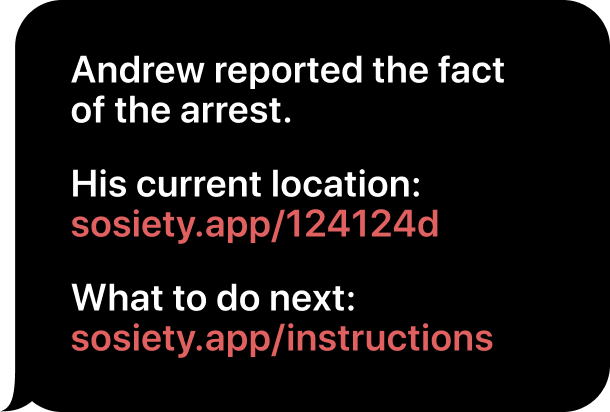 Andrew reported the fact
of the arrest.
His current location:
sosiety.app/124124d
What to do next:
sosiety.app/instructions